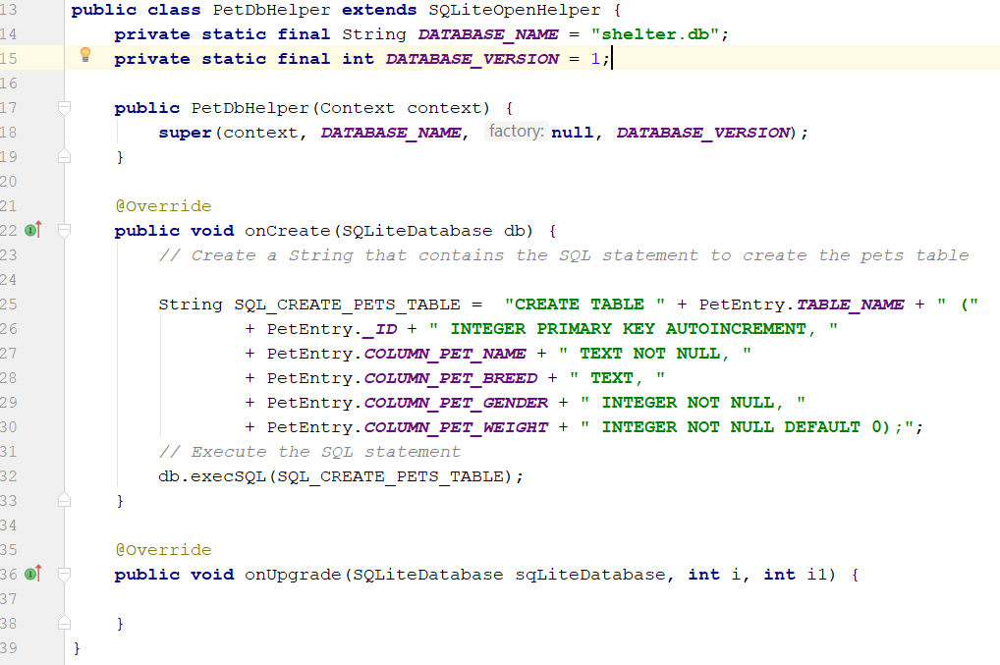 13 public class PetDbHelper extends SQLiteOpenHelper {
14 private static final String DATABASE_NAME = "shelter.db";
15 private static final int DATABASE_VERSION = 1;
16
17 public PetDbHelper(Context context) {
18 super(context, DATABASE_NAME, factory: null, DATABASE_VERSION);
19 }
20
21 @Override
22 public void onCreate(SQLiteDatabase db) {
23 // Create a String that contains the SQL statement to create the pets table
24
25 String SQL_CREATE_PETS_TABLE =  "CREATE TABLE " + PetEntry.TABLE_NAME + " ("
26 + PetEntry._ID + " INTEGER PRIMARY KEY AUTOINCREMENT, "
27 + PetEntry.COLUMN_PET_NAME + " TEXT NOT NULL, "
28 + PetEntry.COLUMN_PET_BREED + " TEXT, "
29 + PetEntry.COLUMN_PET_GENDER + " INTEGER NOT NULL, "
30 + PetEntry.COLUMN_PET_WEIGHT + " INTEGER NOT NULL DEFAULT 0);";
31 // Execute the SQL statement
32 db.execSQL(SQL_CREATE_PETS_TABLE);
33 }
34
35 @Override
36 public void onUpgrade(SQLiteDatabase sqLiteDatabase, int i, int i1) {
37
38 }
39 }